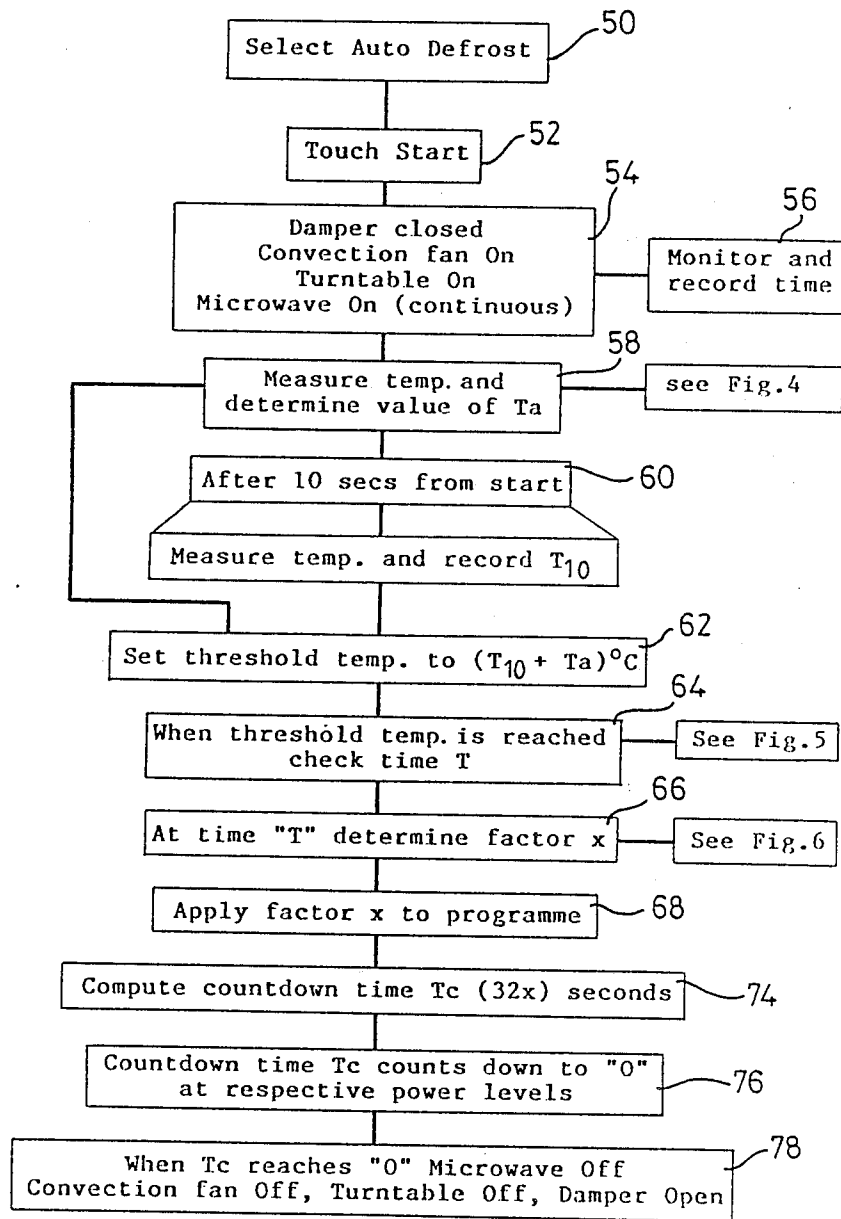 50
Select Auto Defrost
52
Touch Start
54
Damper closed
Convection fan On
Turntable On
Microwave On (continuous)
56
Monitor and
record time
58
Measure temp. and
determine value of Ta
see Fig.4
After 10 secs from start
60
Measure temp. and record T10
62
Set threshold temp. to (T10 + Ta)°C
64
When threshold temp. is reached
check time T
See Fig.5
66
At time "T" determine factor x
See Fig.6
Apply factor x to programme
68
Compute countdown time Tc (32x) seconds
74
Countdown time Tc counts down to "0"
at respective power levels
76
78
When Tc reaches "0" Microwave Off
Convection fan Off, Turntable Off, Damper Open